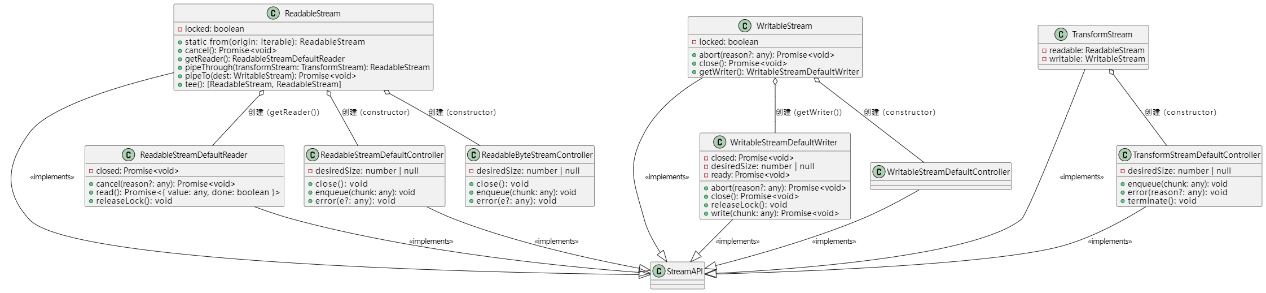 C ReadableStream
locked: boolean
static from(origin: Iterable): ReadableStream
cancel(): Promise<void>
getReader(): ReadableStreamDefaultReader
pipeThrough(transformStream: TransformStream): ReadableStream
pipeTo(dest: WritableStream): Promise<void>
tee(): [ReadableStream, ReadableStream]
C WritableStream
locked: boolean
abort(reason?: any): Promise<void>
close(): Promise<void>
getWriter(): WritableStreamDefaultWriter
C TransformStream
readable: ReadableStream
writable: WritableStream
创建 (getReader())
创建 (constructor)
创建 (constructor)
创建 (getWriter())
创建 (constructor)
创建 (constructor)
C ReadableStreamDefaultReader
closed: Promise<void>
cancel(reason?: any): Promise<void>
read(): Promise<{ value: any, done: boolean }>
releaseLock(): void
C ReadableStreamDefaultController
desiredSize: number | null
close(): void
enqueue(chunk: any): void
error(e?: any): void
C ReadableByteStreamController
desiredSize: number | null
close(): void
enqueue(chunk: any): void
error(e?: any): void
C WritableStreamDefaultWriter
closed: Promise<void>
desiredSize: number | null
ready: Promise<void>
abort(reason?: any): Promise<void>
close(): Promise<void>
releaseLock(): void
write(chunk: any): Promise<void>
C WritableStreamDefaultController
C TransformStreamDefaultController
desiredSize: number | null
enqueue(chunk: any): void
error(reason?: any): void
terminate(): void
«implements»
«implements»
«implements»
«implements»
«implements»
«implements»
«implements»
«implements»
C StreamAPI